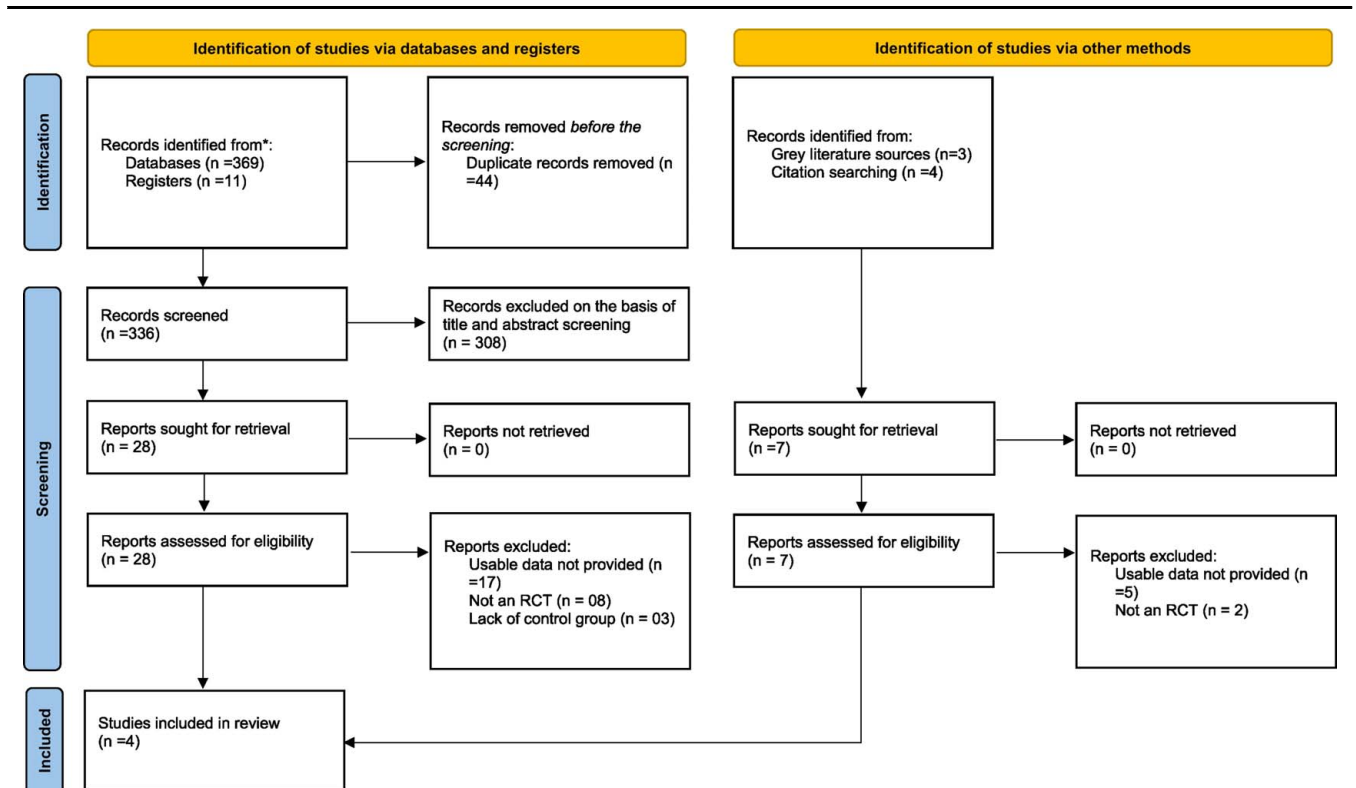 Identification of studies via databases and registers
Identification of studies via other methods
Identification
Records identified from*:
Databases (n =369)
Registers (n =11)
Records removed before the
screening:
Duplicate records removed (n
=44)
Records identified from:
Grey literature sources (n=3)
Citation searching (n =4)
Screening
Records screened
(n =336)
Records excluded on the basis of
title and abstract screening
(n = 308)
Reports sought for retrieval
(n = 28)
Reports not retrieved
(n = 0)
Reports sought for retrieval
(n =7)
Reports not retrieved
(n = 0)
Reports assessed for eligibility
(n = 28)
Reports excluded:
Usable data not provided (n
=17)
Not an RCT (n = 08)
Lack of control group (n = 03)
Reports assessed for eligibility
(n = 7)
Reports excluded:
Usable data not provided (n
=5)
Not an RCT (n = 2)
Included
Studies included in review
(n =4)